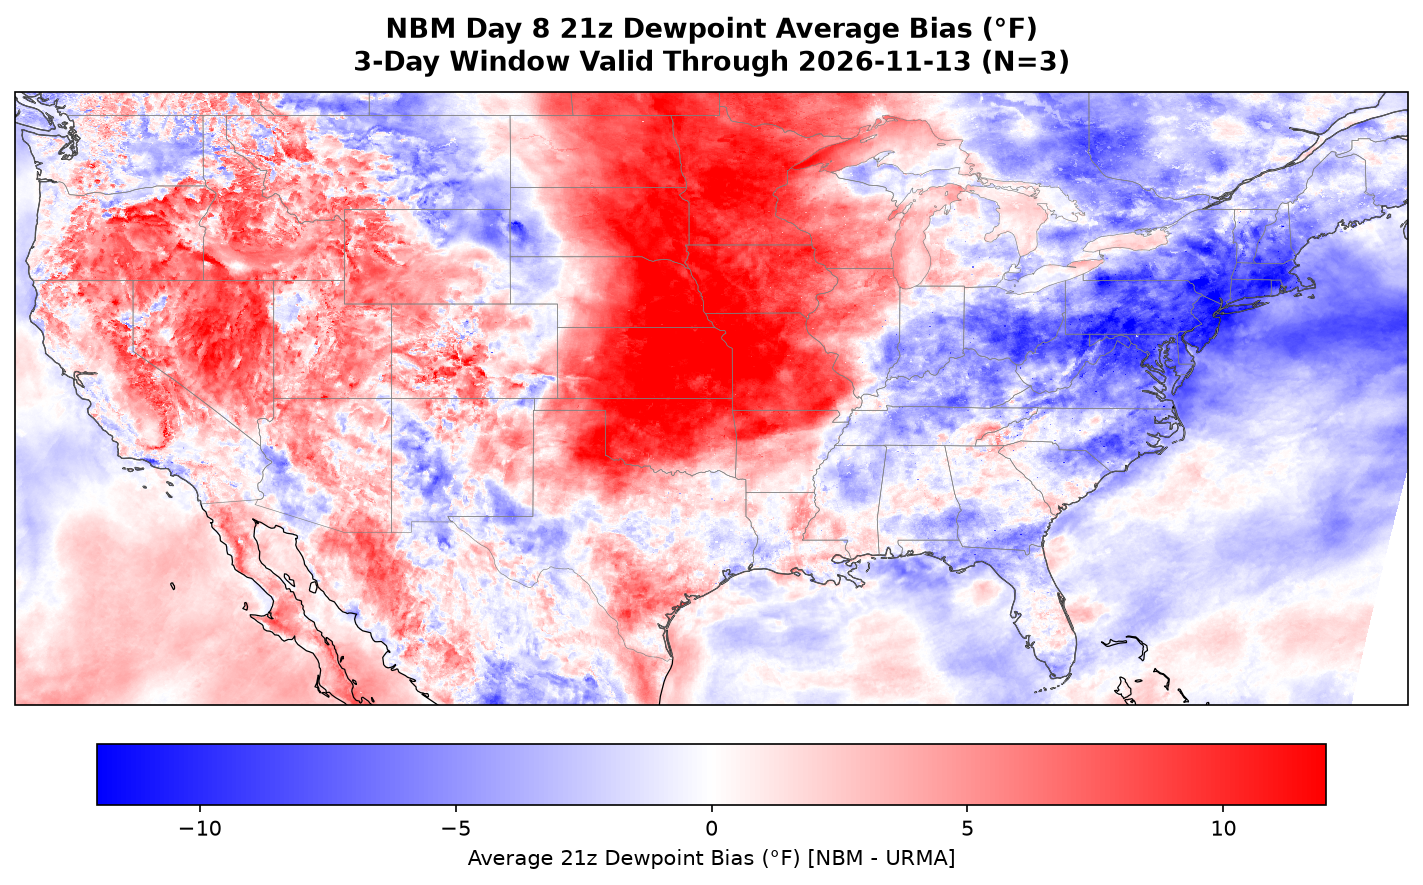 NBM Day 8 21z Dewpoint Average Bias (°F)
3-Day Window Valid Through 2026-11-13 (N=3)
−10
−5
0
5
10
Average 21z Dewpoint Bias (°F) [NBM - URMA]